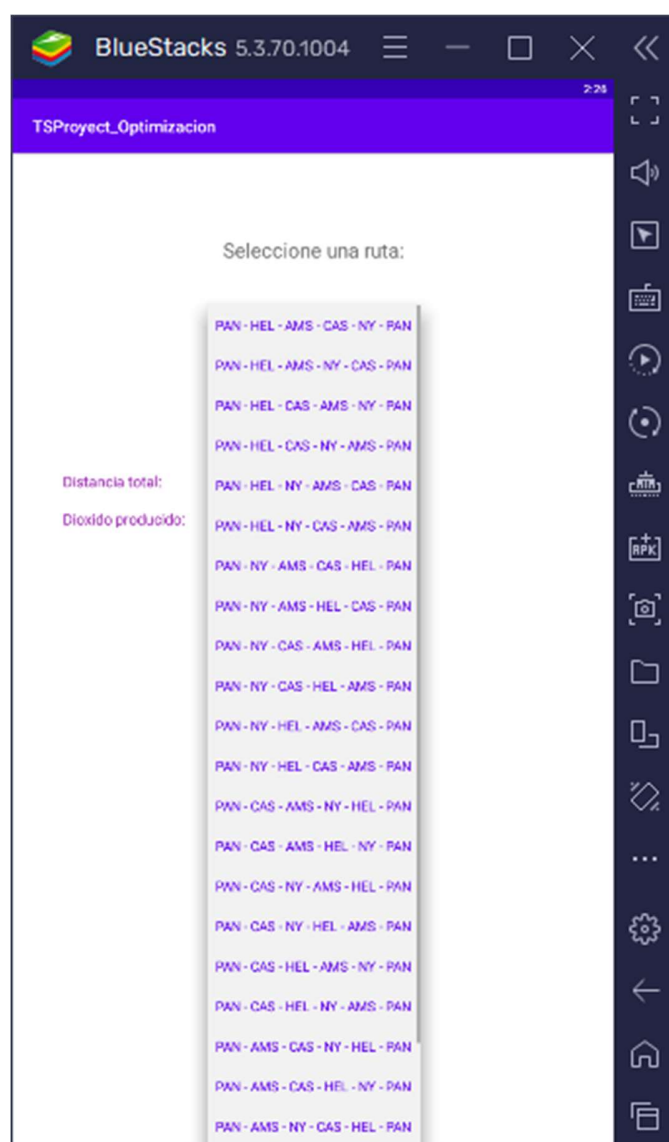 BlueStacks 5.3.70.1004
2:26
TSProyect_Optimizacion
Seleccione una ruta:
PAN - HEL - AMS - CAS - NY - PAN
PAN - HEL - AMS - NY - CAS - PAN
PAN - HEL - CAS - AMS - NY - PAN
PAN - HEL - CAS - NY - AMS - PAN
Distancia total:
PAN - HEL - NY - AMS - CAS - PAN
Dioxido producido:
PAN - HEL - NY - CAS - AMS - PAN
PAN - NY - AMS - CAS - HEL - PAN
PAN - NY - AMS - HEL - CAS - PAN
PAN - NY - CAS - AMS - HEL - PAN
PAN - NY - CAS - HEL - AMS - PAN
PAN - NY - HEL - AMS - CAS - PAN
PAN - NY - HEL - CAS - AMS - PAN
PAN - CAS - AMS - NY - HEL - PAN
PAN - CAS - AMS - HEL - NY - PAN
PAN - CAS - NY - AMS - HEL - PAN
PAN - CAS - NY - HEL - AMS - PAN
PAN - CAS - HEL - AMS - NY - PAN
PAN - CAS - HEL - NY - AMS - PAN
PAN - AMS - CAS - NY - HEL - PAN
PAN - AMS - CAS - HEL - NY - PAN
PAN - AMS - NY - CAS - HEL - PAN
RTR
APK